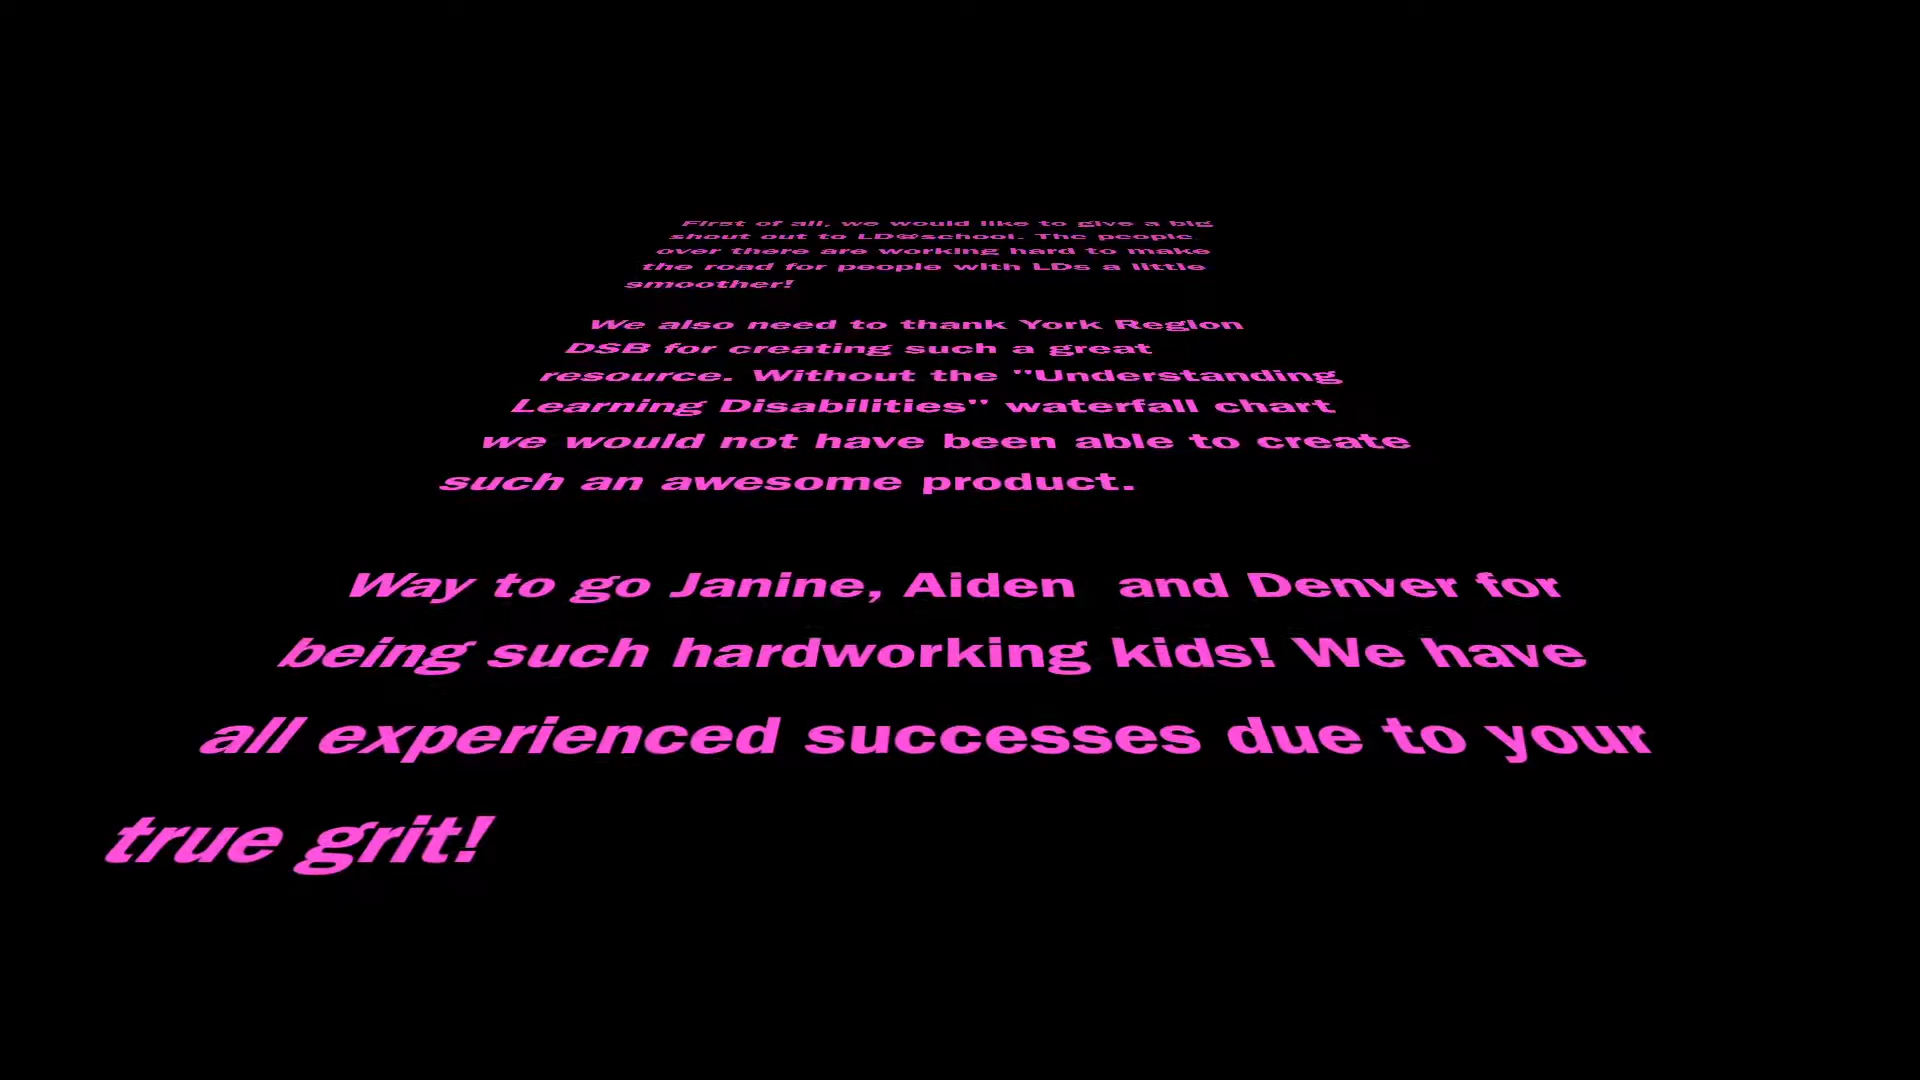 First of all, we would like to give a big
shout out to LD@school. The people
over there are working hard to make
the road for people with LDs a little
smoother!
We also need to thank York Region
DSB for creating such a great
resource. Without the "Understanding
Learning Disabilities" waterfall chart
we would not have been able to create
such an awesome product.
Way to go Janine, Aiden  and Denver for
being such hardworking kids! We have
all experienced successes due to your
true grit!